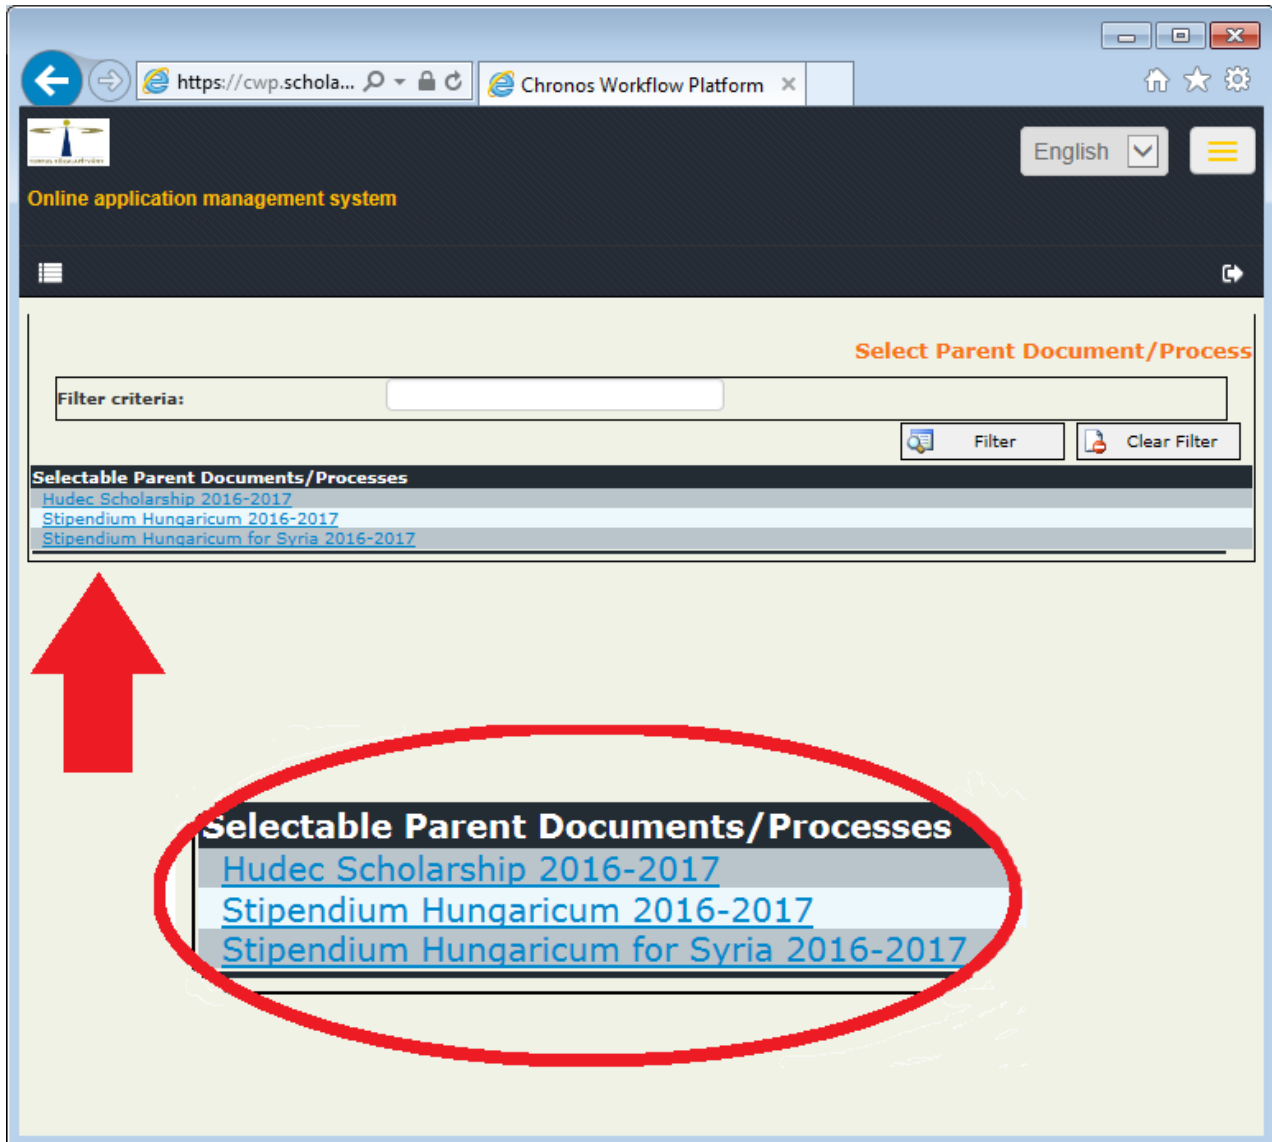 https://cwp.schola...
Chronos Workflow Platform
English
Online application management system
Select Parent Document/Process
Filter criteria:
Filter
Clear Filter
Selectable Parent Documents/Processes
Hudec Scholarship 2016-2017
Stipendium Hungaricum 2016-2017
Stipendium Hungaricum for Syria 2016-2017
Selectable Parent Documents/Processes
Hudec Scholarship 2016-2017
Stipendium Hungaricum 2016-2017
Stipendium Hungaricum for Syria 2016-2017